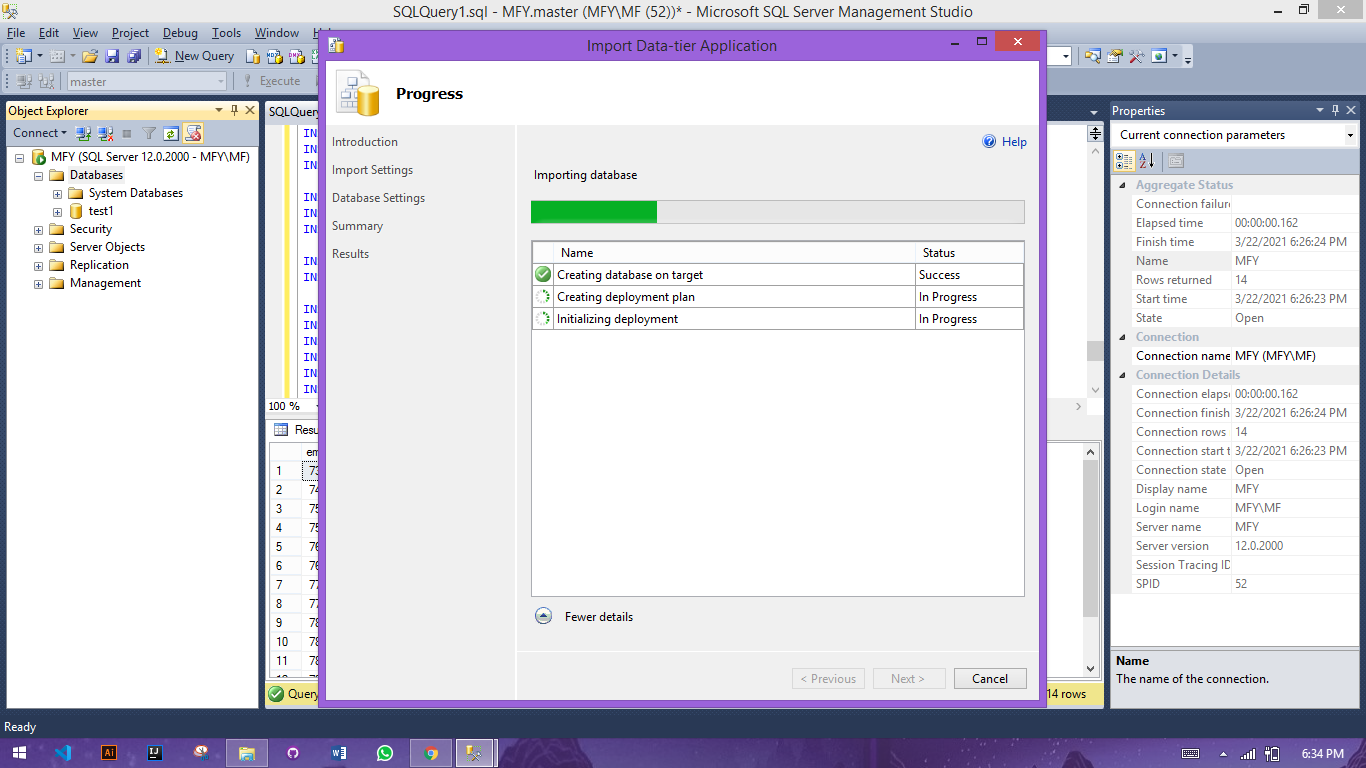 SQLQuery1.sql - MFY.master (MFY\MF (52))* - Microsoft SQL Server Management Studio
File Edit View Project Debug Tools Window
New Query
master
Execute
Object Explorer
Connect
MFY (SQL Server 12.0.2000 - MFY\MF)
Databases
System Databases
test1
Security
Server Objects
Replication
Management
SQLQuery
IN
IN
IN
IN
IN
IN
IN
IN
IN
IN
IN
IN
IN
IN
100 %
Resu
em
1 73
2 74
3 75
4 75
5 76
6 76
7 77
8 77
9 78
10 78
11 78
Query
14 rows
Import Data-tier Application
Progress
Introduction
Import Settings
Database Settings
Summary
Results
Help
Importing database
Name Status
Creating database on target Success
Creating deployment plan In Progress
Initializing deployment In Progress
Fewer details
< Previous Next > Cancel
Properties
Current connection parameters
Aggregate Status
Connection failure
Elapsed time 00:00:00.162
Finish time 3/22/2021 6:26:24 PM
Name MFY
Rows returned 14
Start time 3/22/2021 6:26:23 PM
State Open
Connection
Connection name MFY (MFY\MF)
Connection Details
Connection elapse 00:00:00.162
Connection finish 3/22/2021 6:26:24 PM
Connection rows 14
Connection start t 3/22/2021 6:26:23 PM
Connection state Open
Display name MFY
Login name MFY\MF
Server name MFY
Server version 12.0.2000
Session Tracing ID
SPID 52
Name
The name of the connection.
Ready
6:34 PM